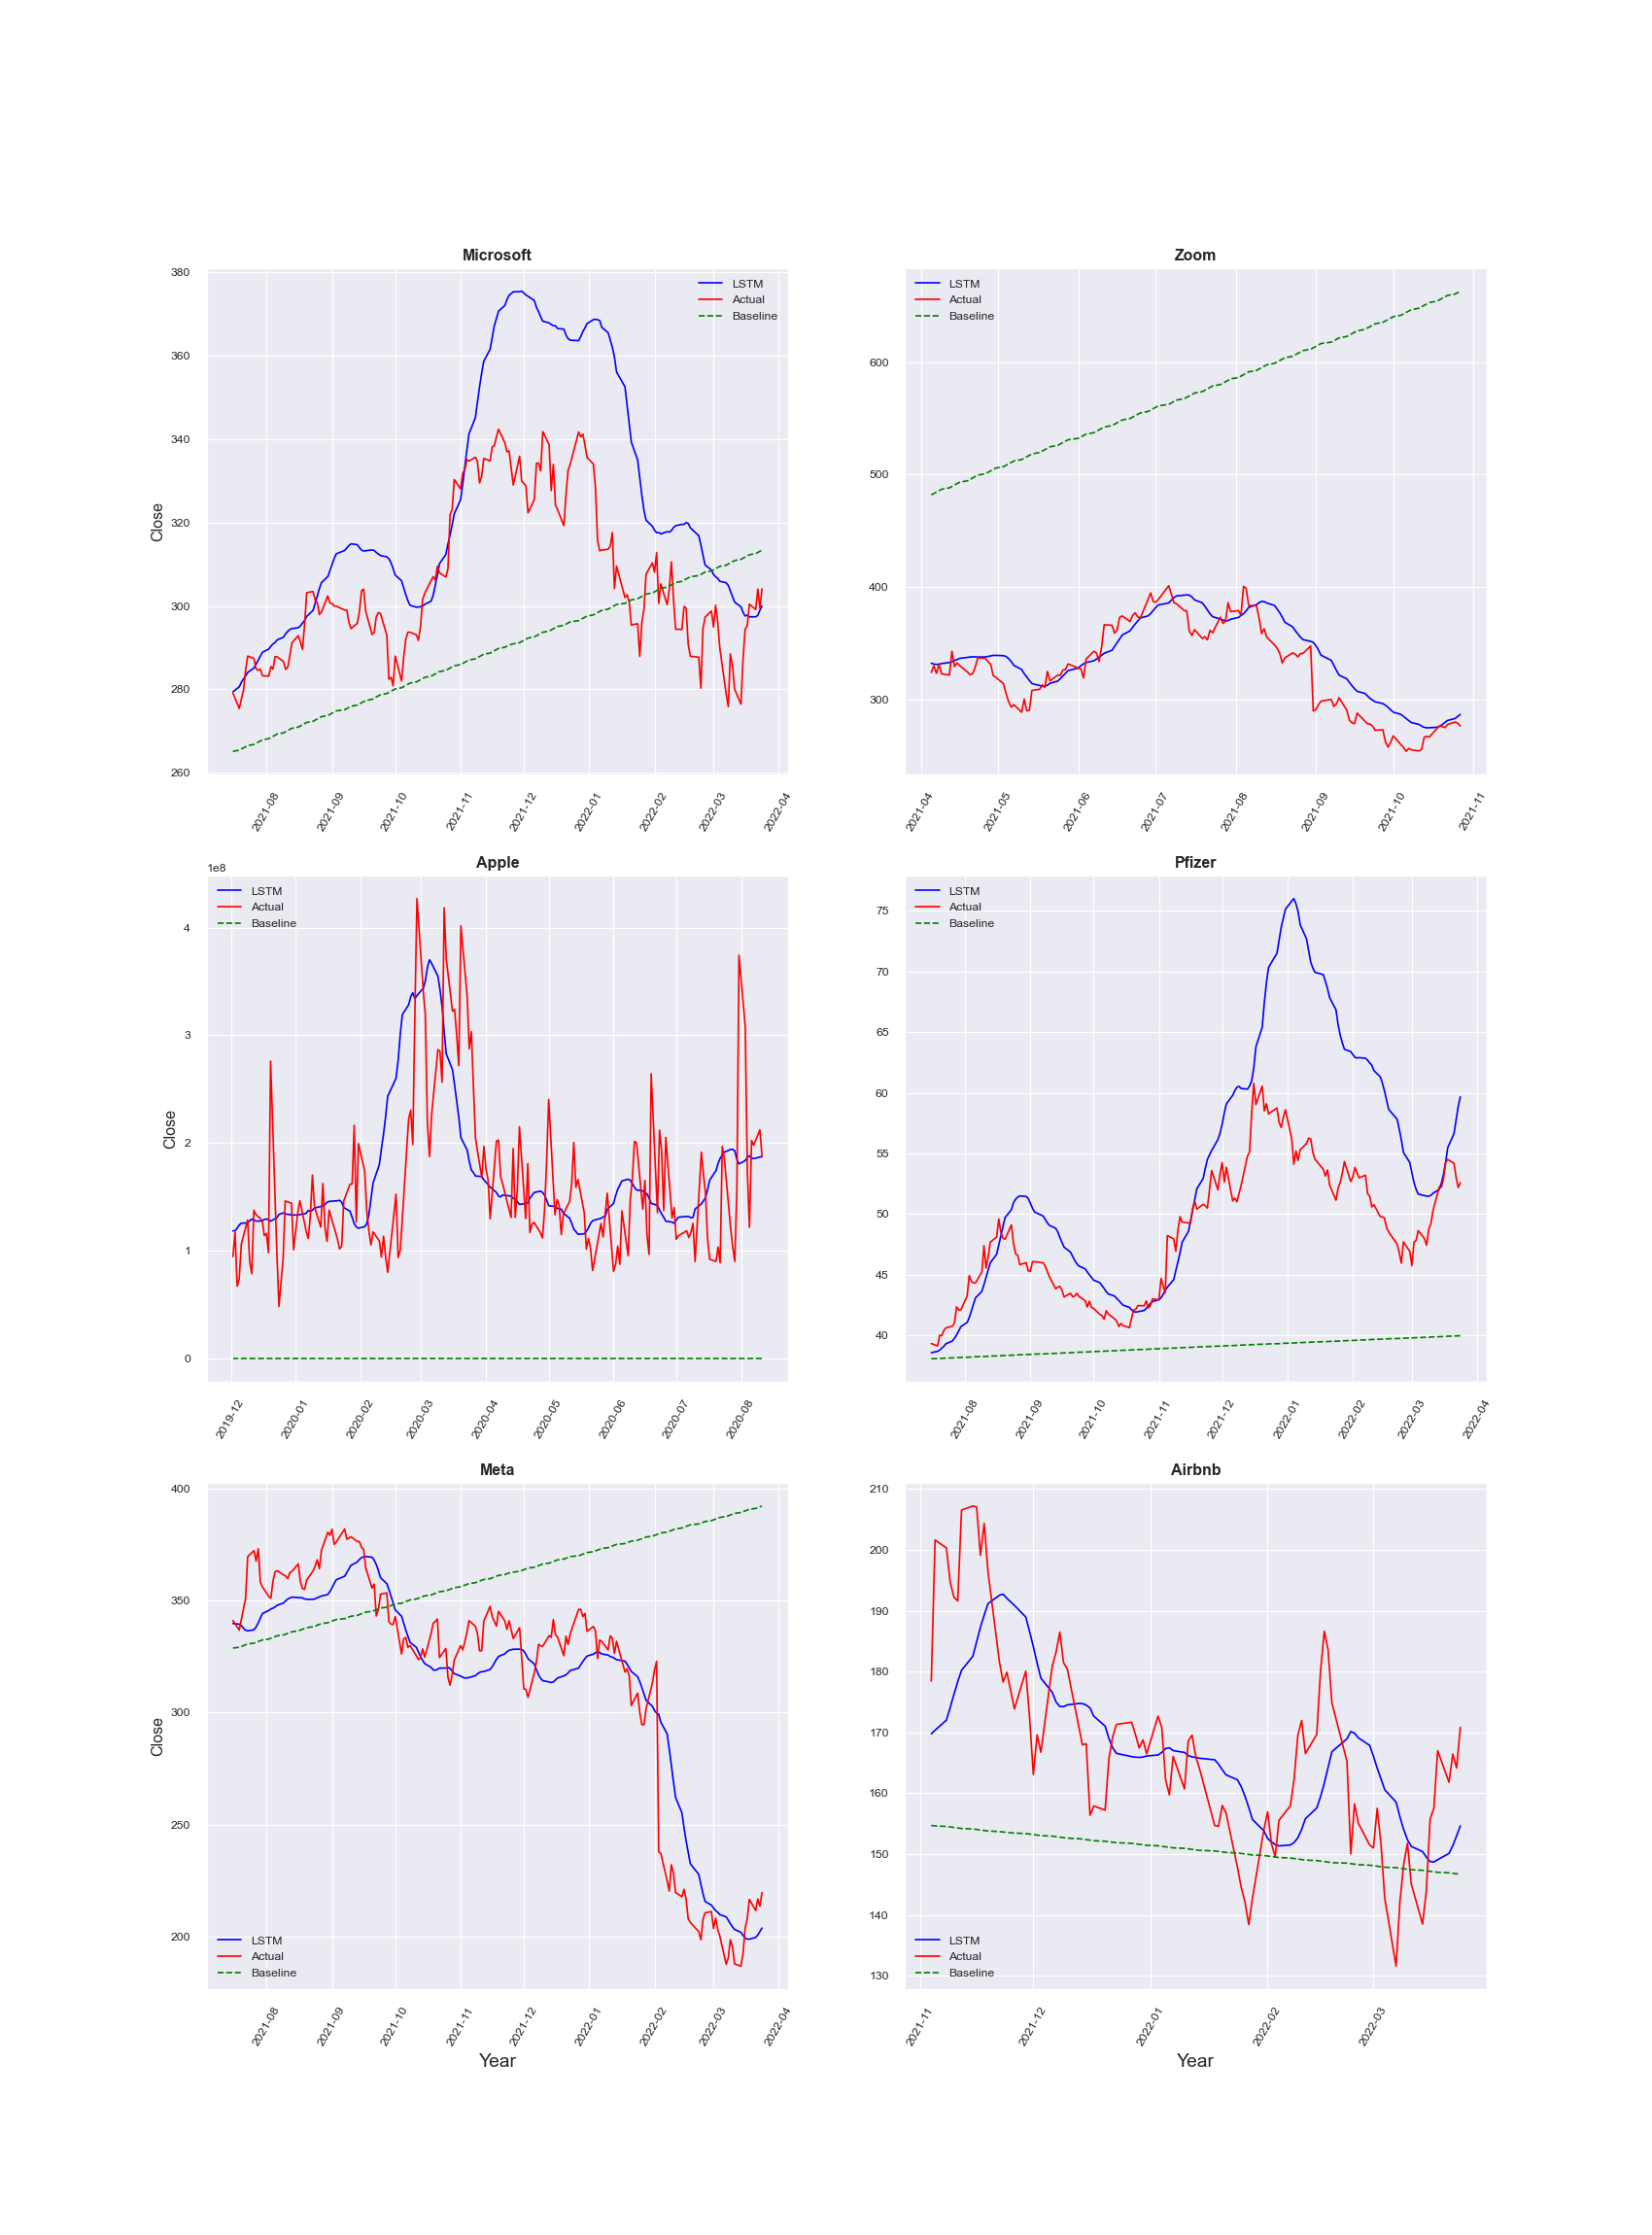 Microsoft
LSTM
Actual
Baseline
380
360
340
320
300
280
260
Close
2021-08
2021-09
2021-10
2021-11
2021-12
2022-01
2022-02
2022-03
2022-04
Zoom
LSTM
Actual
Baseline
600
500
400
300
2021-04
2021-05
2021-06
2021-07
2021-08
2021-09
2021-10
2021-11
Apple
1e8
LSTM
Actual
Baseline
4
3
2
1
0
Close
2019-12
2020-01
2020-02
2020-03
2020-04
2020-05
2020-06
2020-07
2020-08
Pfizer
LSTM
Actual
Baseline
75
70
65
60
55
50
45
40
2021-08
2021-09
2021-10
2021-11
2021-12
2022-01
2022-02
2022-03
2022-04
Meta
400
350
300
250
200
Close
LSTM
Actual
Baseline
2021-08
2021-09
2021-10
2021-11
2021-12
2022-01
2022-02
2022-03
2022-04
Year
Airbnb
210
200
190
180
170
160
150
140
130
LSTM
Actual
Baseline
2021-11
2021-12
2022-01
2022-02
2022-03
Year